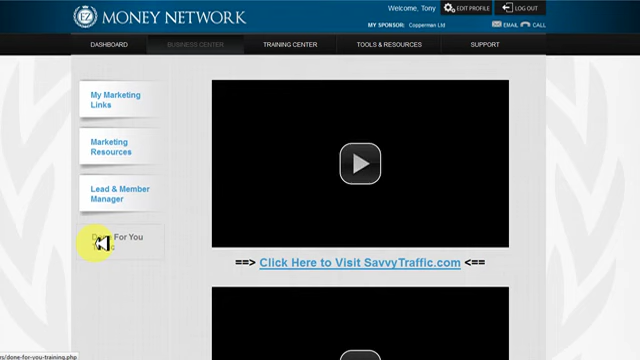 EZ MONEY NETWORK
Welcome, Tony
EDIT PROFILE
LOG OUT
MY SPONSOR: Copperman Ltd
EMAIL
CALL
DASHBOARD
BUSINESS CENTER
TRAINING CENTER
TOOLS & RESOURCES
SUPPORT
My Marketing
Links
Marketing
Resources
Lead & Member
Manager
For You
==> Click Here to Visit SavvyTraffic.com <==
rs/done-for-you-training.php